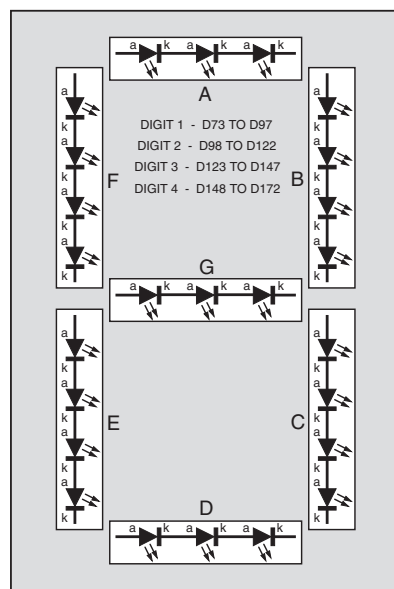 a k a k a k
A
a
k
a
k
a
k
a
k
F
DIGIT 1 - D73 TO D97
DIGIT 2 - D98 TO D122
DIGIT 3 - D123 TO D147
DIGIT 4 - D148 TO D172
B
a
k
a
k
a
k
a
k
G
a k a k a k
a
k
a
k
a
k
a
k
E
C
a
k
a
k
a
k
a
k
D
a k a k a k